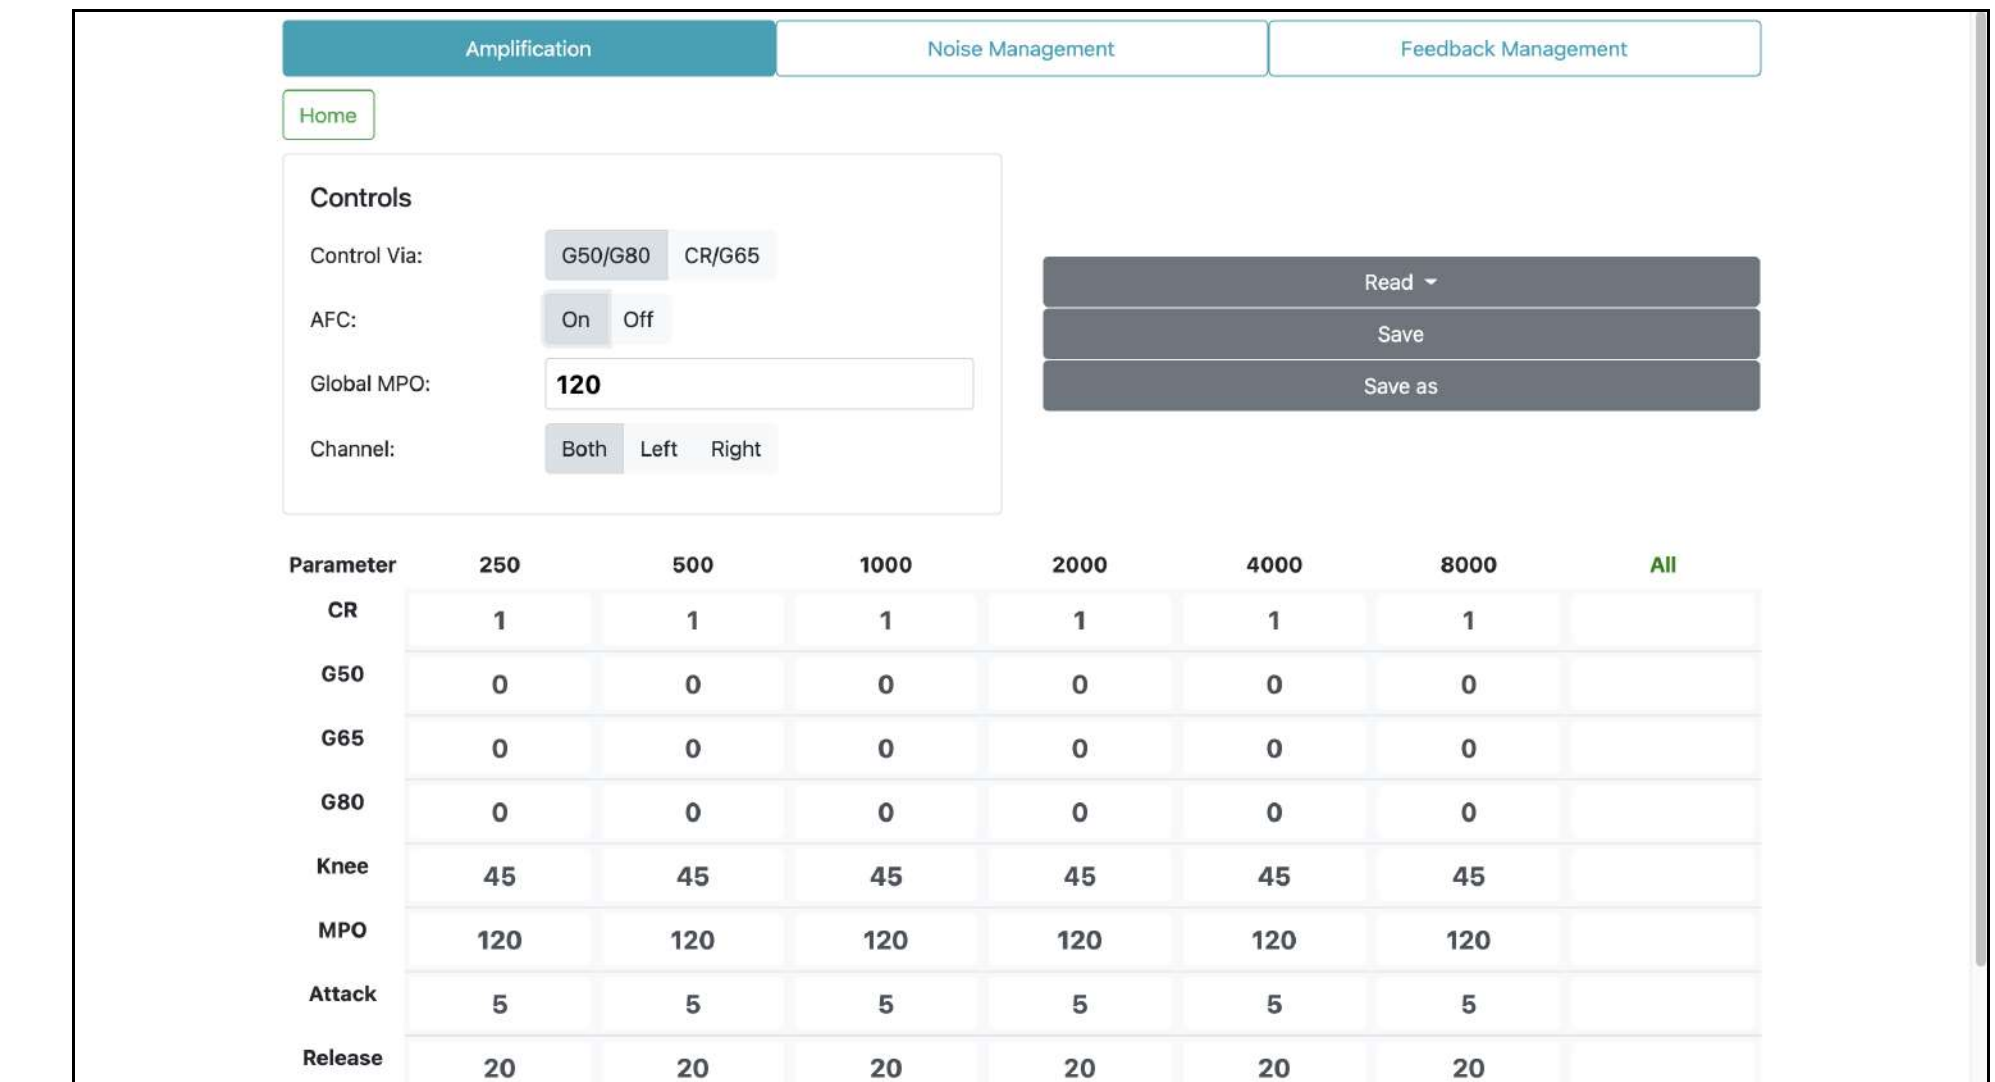 Amplification Noise Management Feedback Management
Home
Controls
Control Via: G50/G80 CR/G65
AFC: On Off
Global MPO: 120
Channel: Both Left Right
Read
Save
Save as
Parameter 250 500 1000 2000 4000 8000 All
CR 1 1 1 1 1 1
G50 0 0 0 0 0 0
G65 0 0 0 0 0 0
G80 0 0 0 0 0 0
Knee 45 45 45 45 45 45
MPO 120 120 120 120 120 120
Attack 5 5 5 5 5 5
Release 20 20 20 20 20 20